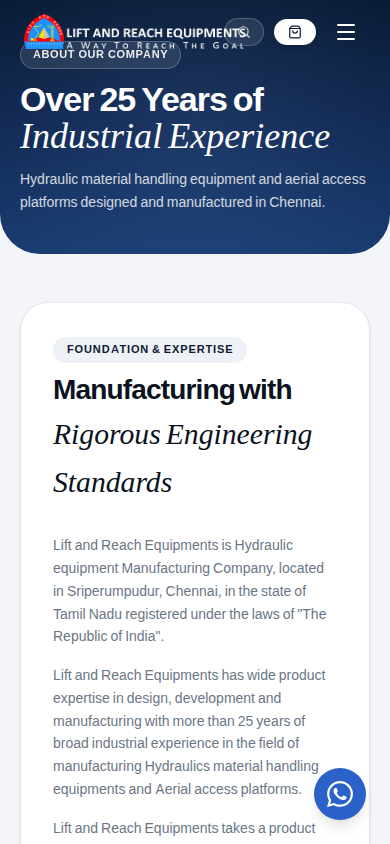 LIFT AND REACH EQUIPMENTS
A Way To Reach The Goal
ABOUT OUR COMPANY
Over 25 Years of
Industrial Experience
Hydraulic material handling equipment and aerial access
platforms designed and manufactured in Chennai.
FOUNDATION & EXPERTISE
Manufacturing with
Rigorous Engineering
Standards
Lift and Reach Equipments is Hydraulic
equipment Manufacturing Company, located
in Sriperumpudur, Chennai, in the state of
Tamil Nadu registered under the laws of "The
Republic of India".
Lift and Reach Equipments has wide product
expertise in design, development and
manufacturing with more than 25 years of
broad industrial experience in the field of
manufacturing Hydraulics material handling
equipments and Aerial access platforms.
Lift and Reach Equipments takes a product